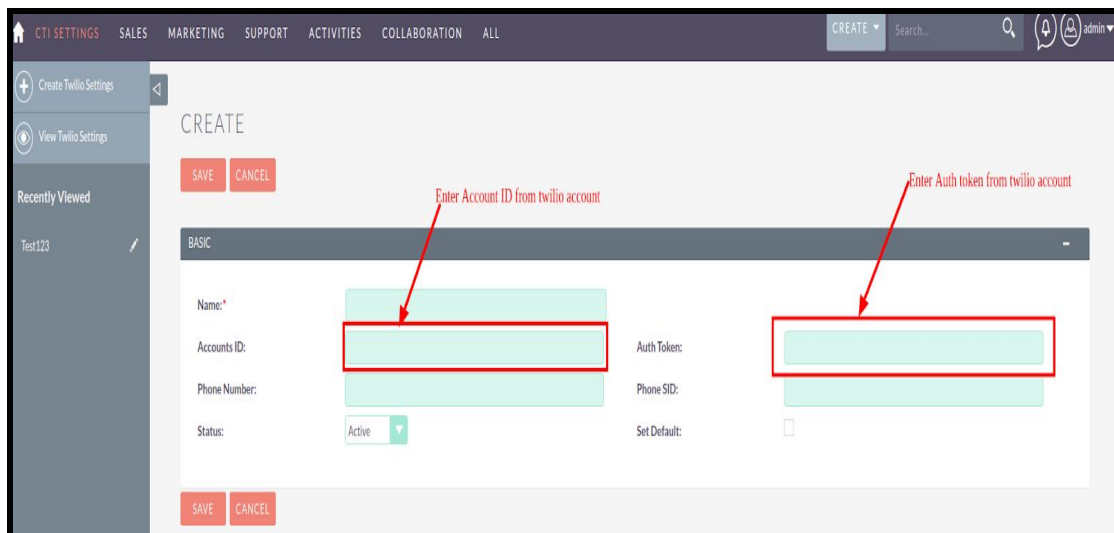 CTI SETTINGS SALES MARKETING SUPPORT ACTIVITIES COLLABORATION ALL CREATE Search... admin
Create Twilio Settings
View Twilio Settings
CREATE
SAVE CANCEL
Recently Viewed
Enter Account ID from twilio account
Enter Auth token from twilio account
Test123
BASIC
Name:*
Accounts ID: Auth Token:
Phone Number: Phone SID:
Status: Active Set Default:
SAVE CANCEL